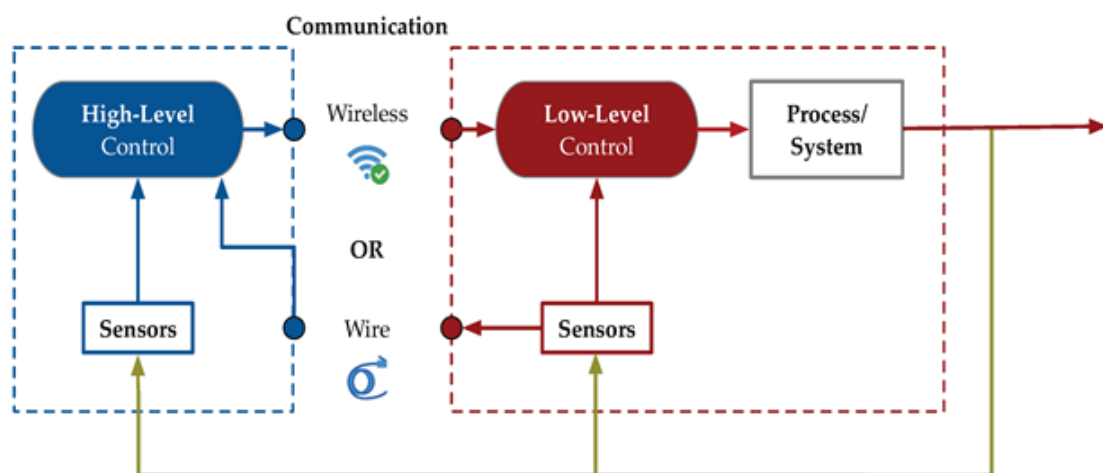 Communication
High-Level
Control
Wireless
Low-Level
Control
Process/
System
OR
Sensors
Wire
Sensors